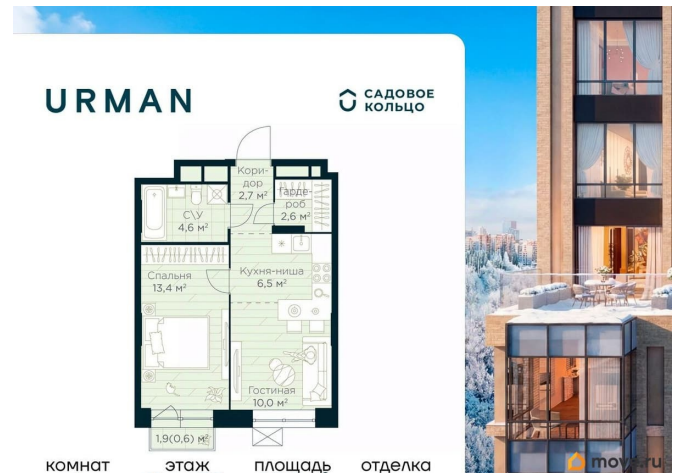 URMAN
САДОВОЕ
КОЛЬЦО
Кори-
дор
2,7 м²
Гарде-
роб
2,6 м²
С\У
4,6 м²
Спальня
13,4 м²
Кухня-ниша
6,5 м²
Гостиная
10,0 м²
1,9(0,6) м²
комнат этаж площадь отделка
move.ru